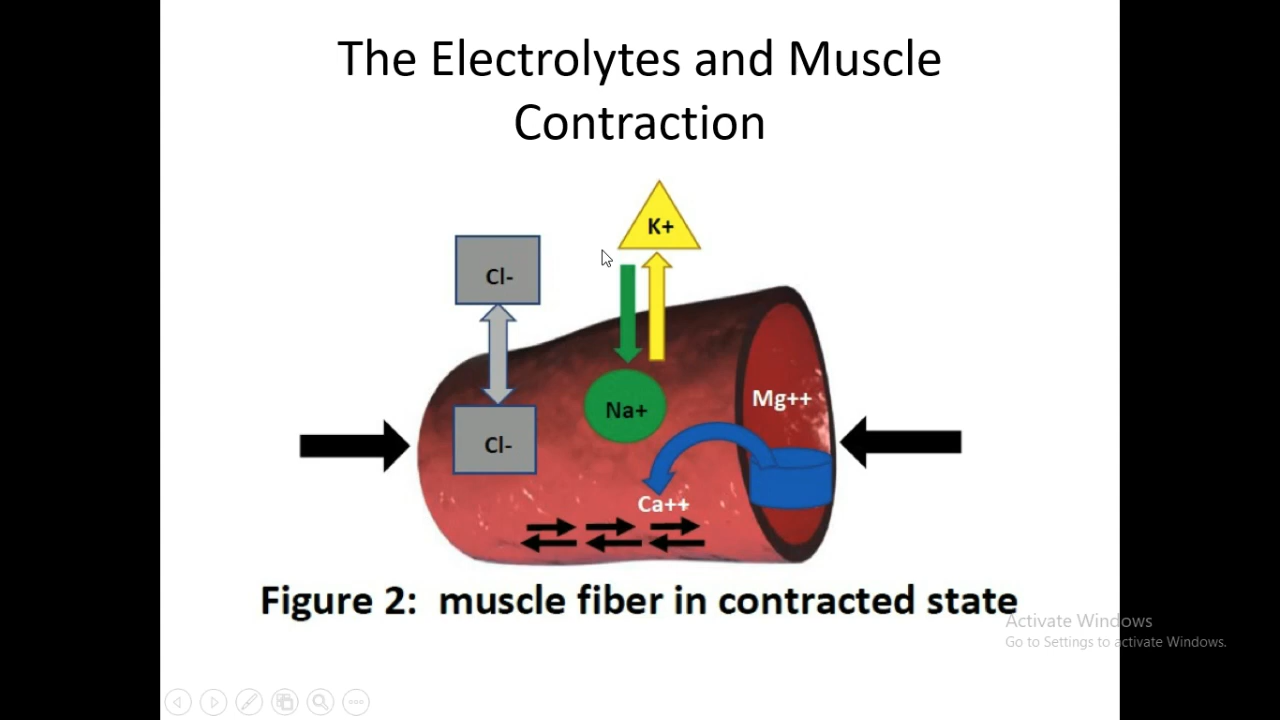 The Electrolytes and Muscle
Contraction
K+
Cl-
Mg++
Na+
Cl-
Ca++
Figure 2: muscle fiber in contracted state
Activate Windows
Go to Settings to activate Windows.